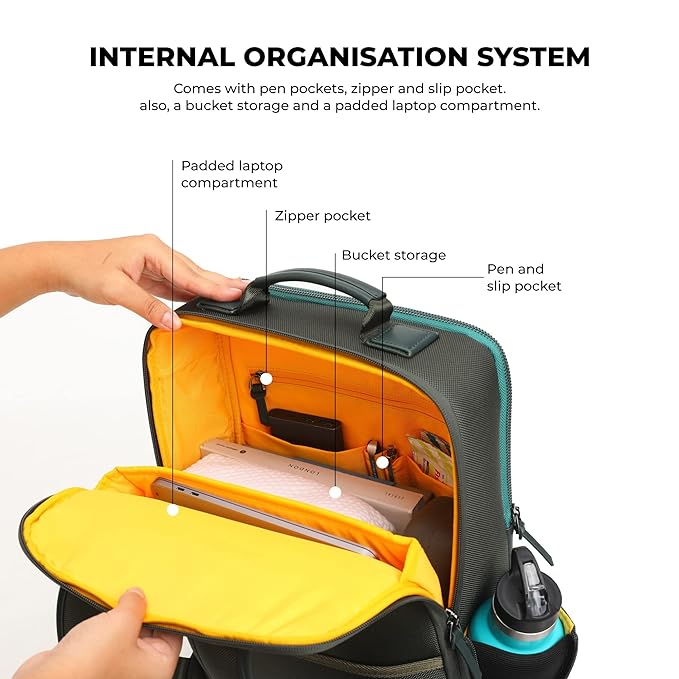 INTERNAL ORGANISATION SYSTEM
Comes with pen pockets, zipper and slip pocket.
also, a bucket storage and a padded laptop compartment.
Padded laptop
compartment
Zipper pocket
Bucket storage
Pen and
slip pocket
LONDON